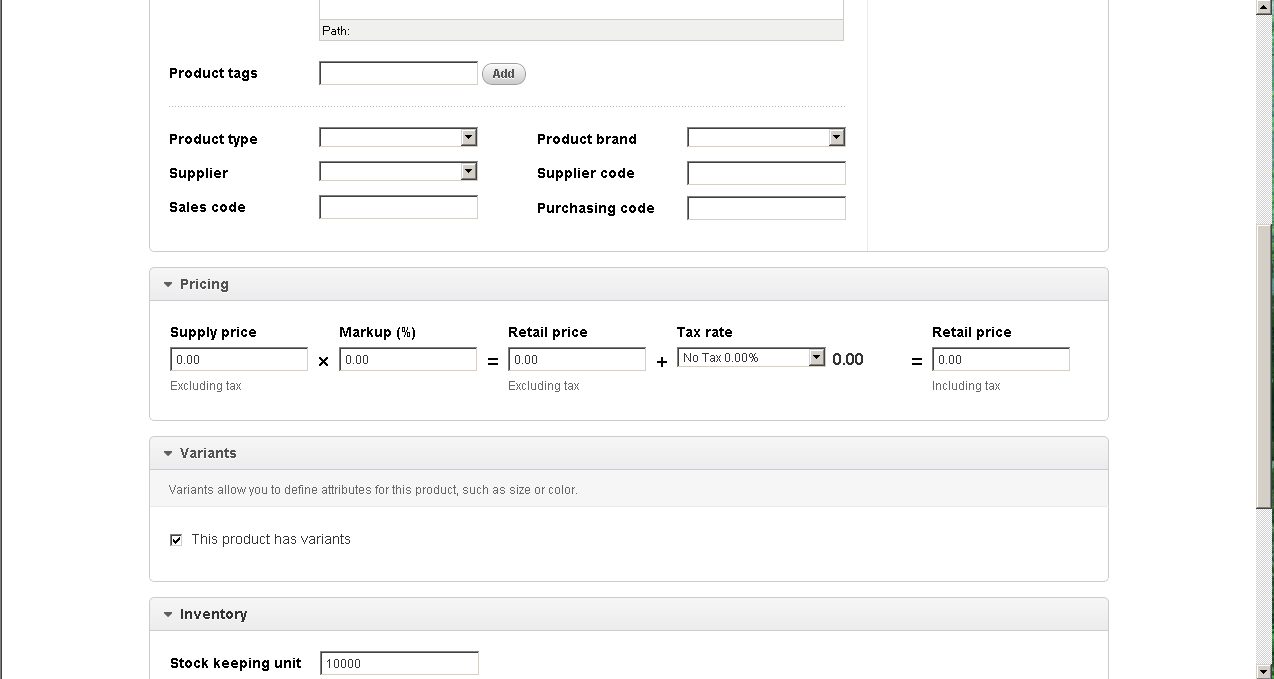 Path:
Product tags Add
Product type Product brand
Supplier Supplier code
Sales code Purchasing code
Pricing
Supply price Markup (%) Retail price Tax rate Retail price
0.00 × 0.00 = 0.00 + No Tax 0.00% 0.00 = 0.00
Excluding tax Excluding tax Including tax
Variants
Variants allow you to define attributes for this product, such as size or color.
This product has variants
Inventory
Stock keeping unit 10000